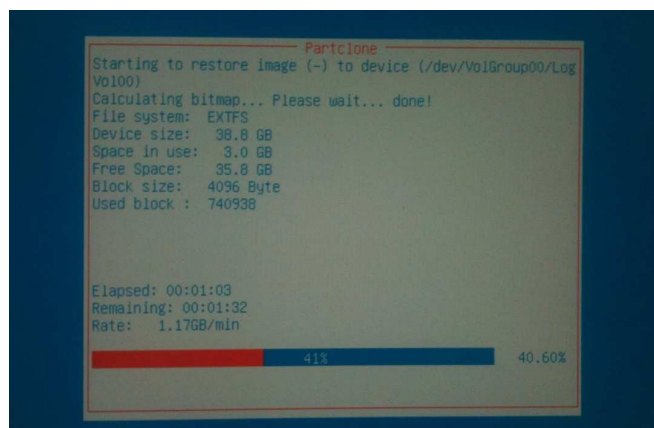 Partclone
Starting to restore image (-) to device (/dev/VolGroup00/Log
Vol00)
Calculating bitmap... Please wait... done!
File system:  EXTFS
Device size:   38.8 GB
Space in use:   3.0 GB
Free Space:    35.8 GB
Block size:   4096 Byte
Used block :  740938
Elapsed: 00:01:03
Remaining: 00:01:32
Rate:   1.17GB/min
41% 40.60%